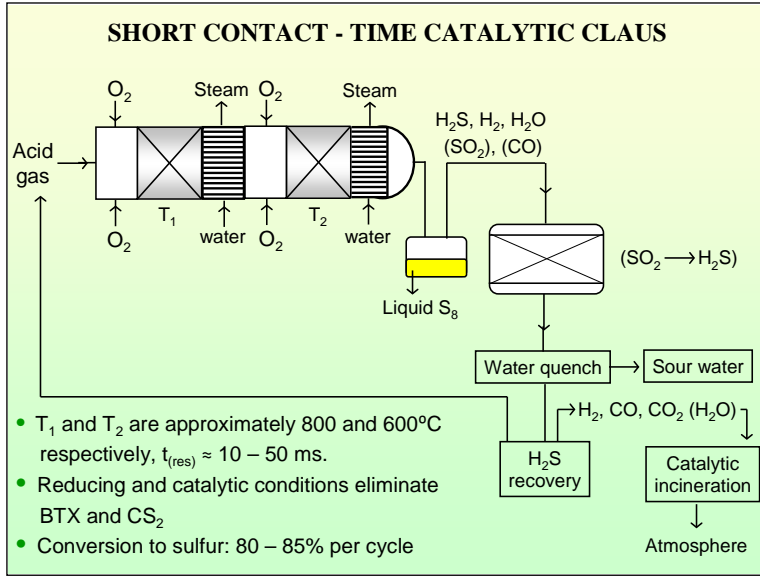 SHORT CONTACT - TIME CATALYTIC CLAUS
O₂
Steam
O₂
Steam
H₂S, H₂, H₂O
(SO₂), (CO)
Acid
gas
T₁
T₂
O₂
water
O₂
water
(SO₂ → H₂S)
Liquid S₈
Water quench
Sour water
H₂, CO, CO₂ (H₂O)
H₂S
recovery
Catalytic
incineration
Atmosphere
• T₁ and T₂ are approximately 800 and 600ºC
respectively, t₍res₎ ≈ 10 – 50 ms.
• Reducing and catalytic conditions eliminate
BTX and CS₂
• Conversion to sulfur: 80 – 85% per cycle